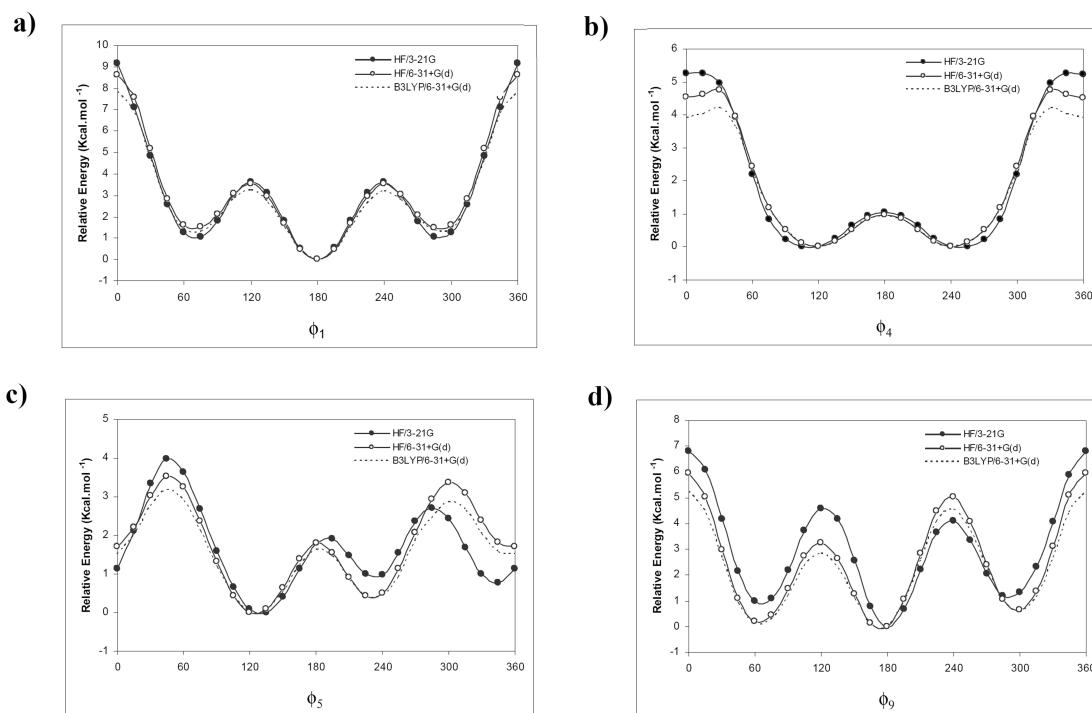 a)
10
9
8
7
6
5
4
3
2
1
0
-1
Relative Energy (Kcal.mol -1)
HF/3-21G
HF/6-31+G(d)
B3LYP/6-31+G(d)
0 60 120 180 240 300 360
ϕ1
b)
6
5
4
3
2
1
0
-1
Relative Energy (Kcal.mol -1)
HF/3-21G
HF/6-31+G(d)
B3LYP/6-31+G(d)
0 60 120 180 240 300 360
ϕ4
c)
5
4
3
2
1
0
-1
Relative Energy (Kcal.mol -1)
HF/3-21G
HF/6-31+G(d)
B3LYP/6-31+G(d)
0 60 120 180 240 300 360
ϕ5
d)
8
7
6
5
4
3
2
1
0
-1
Relative Energy (Kcal.mol -1)
HF/3-21G
HF/6-31+G(d)
B3LYP/6-31+G(d)
0 60 120 180 240 300 360
ϕ9